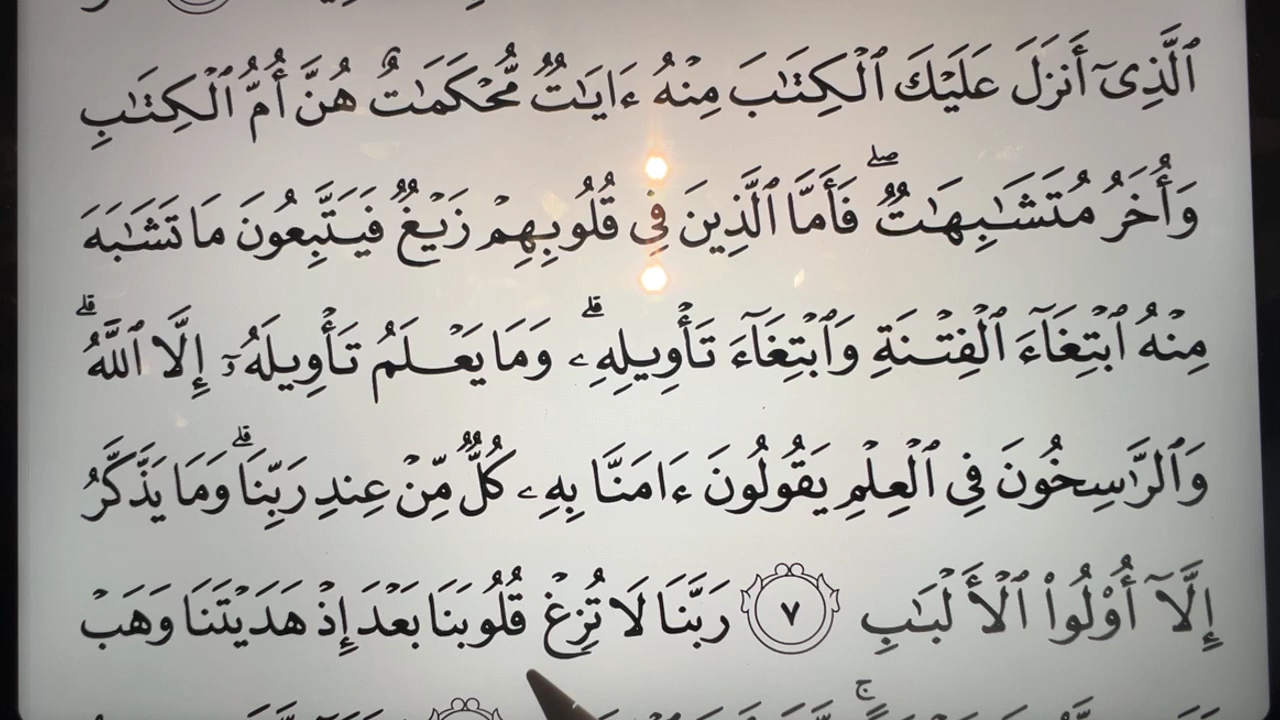 ٱلَّذِىٓ أَنزَلَ عَلَيْكَ ٱلْكِتَـٰبَ مِنْهُ ءَايَـٰتٌ مُّحْكَمَـٰتٌ هُنَّ أُمُّ ٱلْكِتَـٰبِ
وَأُخَرُ مُتَشَـٰبِهَـٰتٌ ۖ فَأَمَّا ٱلَّذِينَ فِى قُلُوبِهِمْ زَيْغٌ فَيَتَّبِعُونَ مَا تَشَـٰبَهَ
مِنْهُ ٱبْتِغَآءَ ٱلْفِتْنَةِ وَٱبْتِغَآءَ تَأْوِيلِهِۦ ۗ وَمَا يَعْلَمُ تَأْوِيلَهُۥٓ إِلَّا ٱللَّهُ ۗ
وَٱلرَّٰسِخُونَ فِى ٱلْعِلْمِ يَقُولُونَ ءَامَنَّا بِهِۦ كُلٌّ مِّنْ عِندِ رَبِّنَا ۗ وَمَا يَذَّكَّرُ
إِلَّآ أُو۟لُوا۟ ٱلْأَلْبَـٰبِ ٧ رَبَّنَا لَا تُزِغْ قُلُوبَنَا بَعْدَ إِذْ هَدَيْتَنَا وَهَبْ